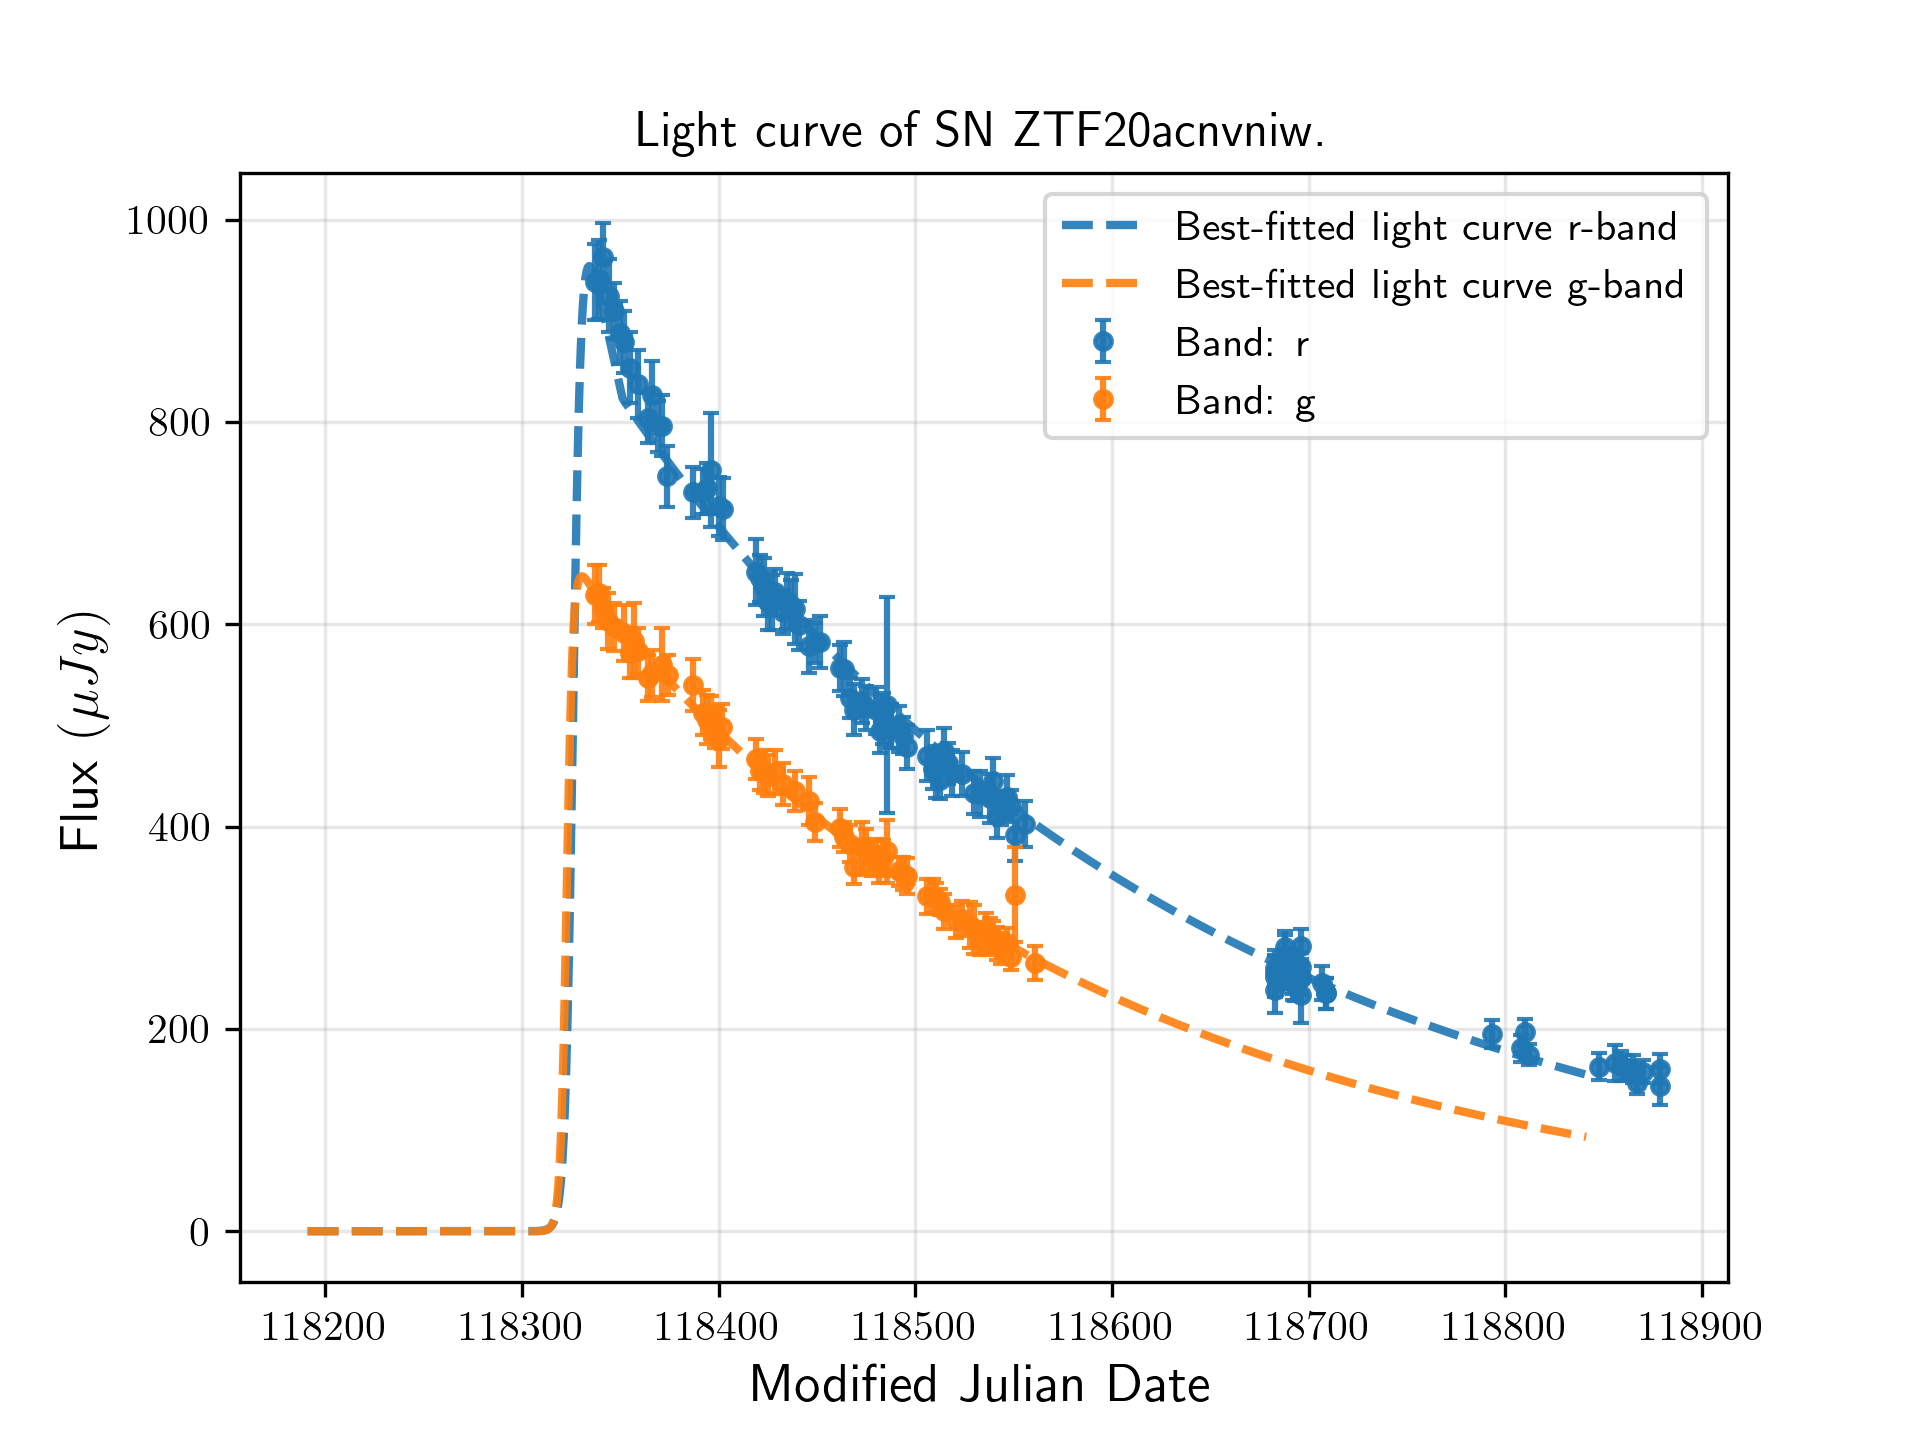 Light curve of SN ZTF20acnvniw.
1000
800
600
400
200
0
Flux (μJy)
Best-fitted light curve r-band
Best-fitted light curve g-band
Band: r
Band: g
118200 118300 118400 118500 118600 118700 118800 118900
Modified Julian Date